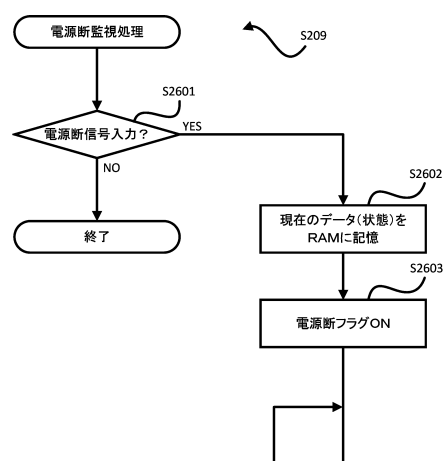 電源断監視処理
S209
S2601
電源断信号入力？
YES
NO
S2602
現在のデータ（状態）を
RAMに記憶
終了
S2603
電源断フラグON